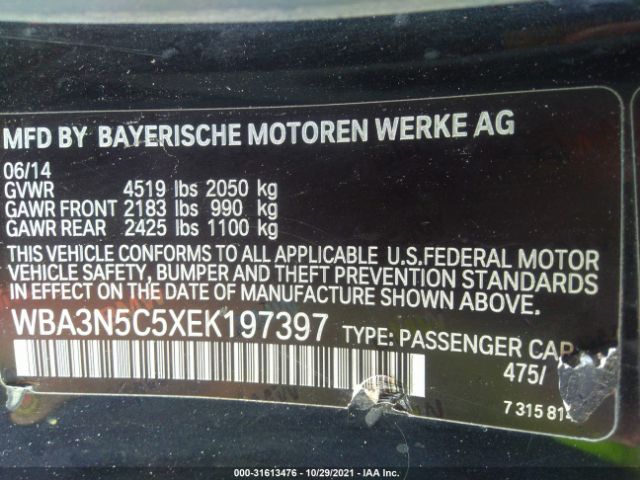 MFD BY BAYERISCHE MOTOREN WERKE AG
06/14
GVWR 4519 lbs 2050 kg
GAWR FRONT 2183 lbs 990 kg
GAWR REAR 2425 lbs 1100 kg
THIS VEHICLE CONFORMS TO ALL APPLICABLE U.S.FEDERAL MOTOR
VEHICLE SAFETY, BUMPER AND THEFT PREVENTION STANDARDS
IN EFFECT ON THE DATE OF MANUFACTURE SHOWN ABOVE.
WBA3N5C5XEK197397 TYPE: PASSENGER CAR
475/
7 315 814
000-31613476 | 10/29/2021 | IAA Inc.